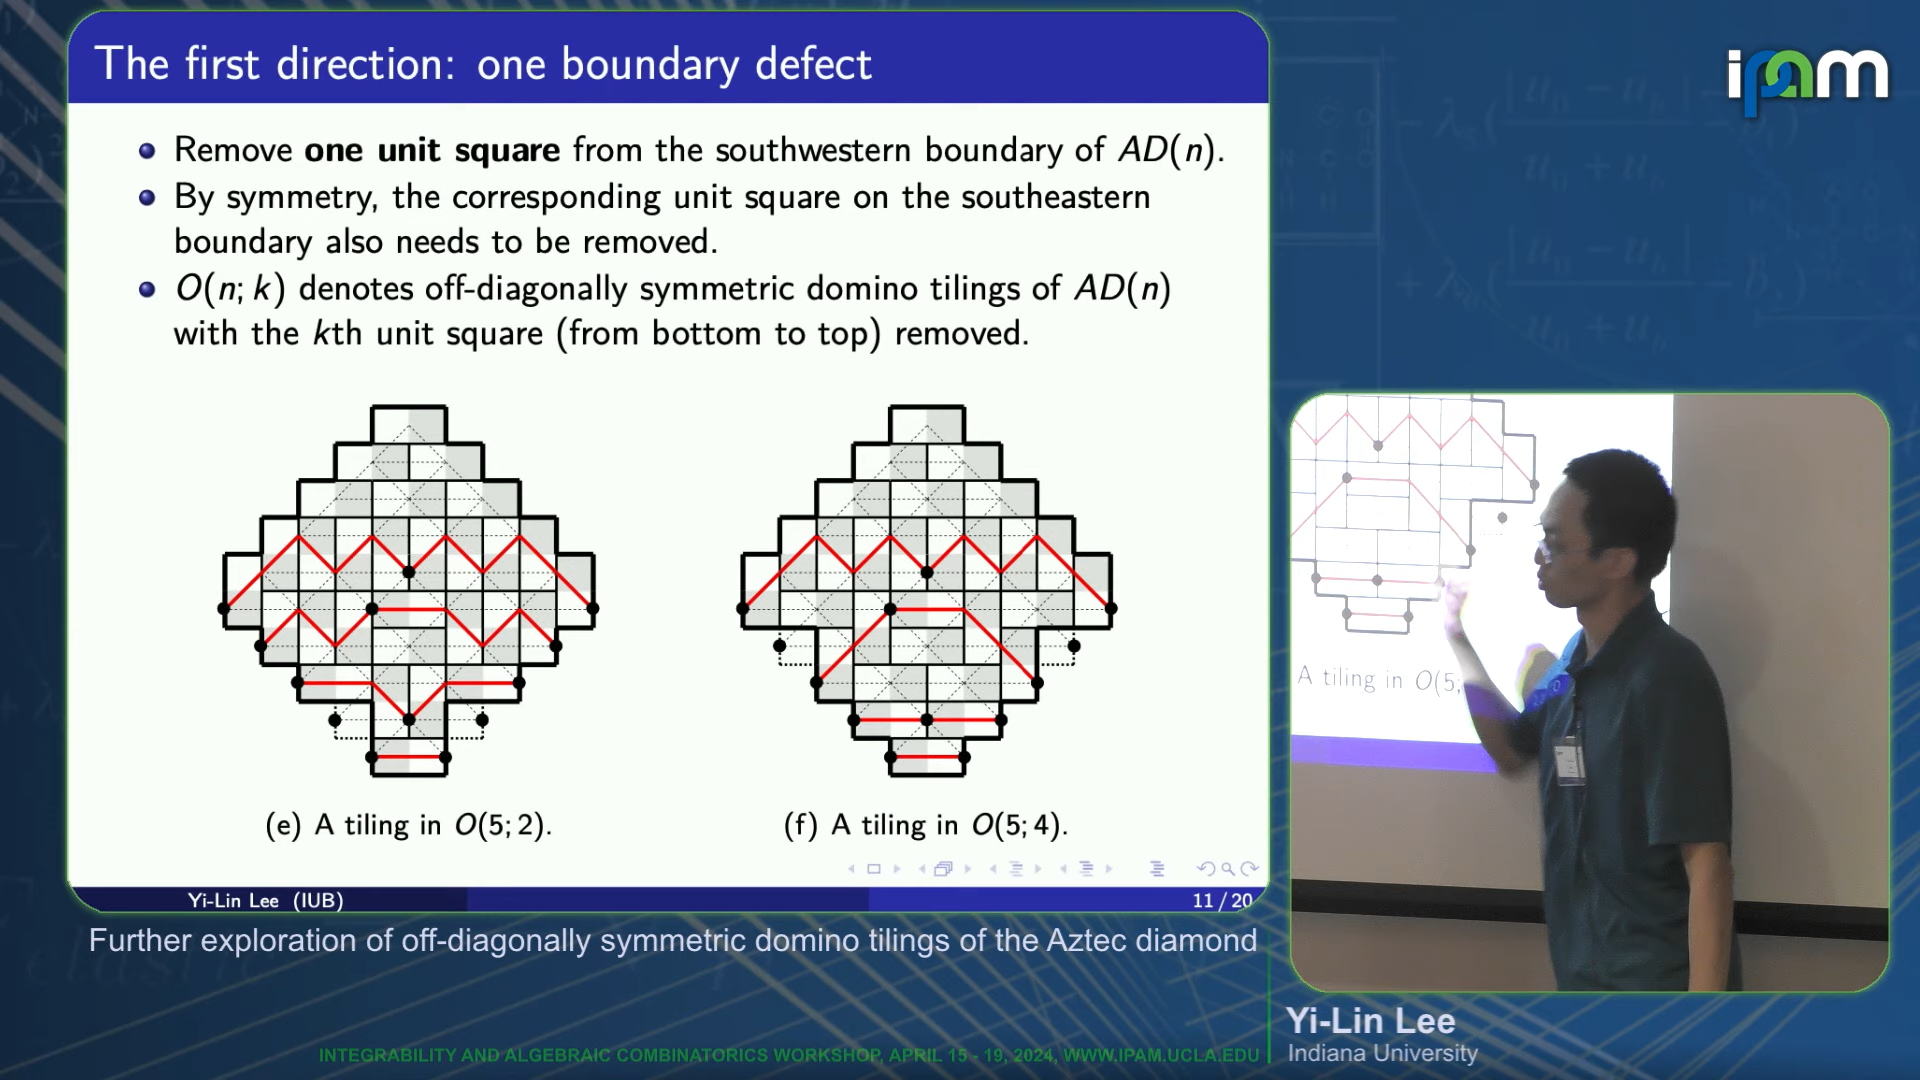 The first direction: one boundary defect
Remove one unit square from the southwestern boundary of AD(n).
By symmetry, the corresponding unit square on the southeastern
boundary also needs to be removed.
O(n; k) denotes off-diagonally symmetric domino tilings of AD(n)
with the kth unit square (from bottom to top) removed.
(e) A tiling in O(5; 2).
(f) A tiling in O(5; 4).
Yi-Lin Lee (IUB)
11 / 20
ipam
A tiling in O(5;
Further exploration of off-diagonally symmetric domino tilings of the Aztec diamond
Yi-Lin Lee
Indiana University
INTEGRABILITY AND ALGEBRAIC COMBINATORICS WORKSHOP, APRIL 15 - 19, 2024, WWW.IPAM.UCLA.EDU